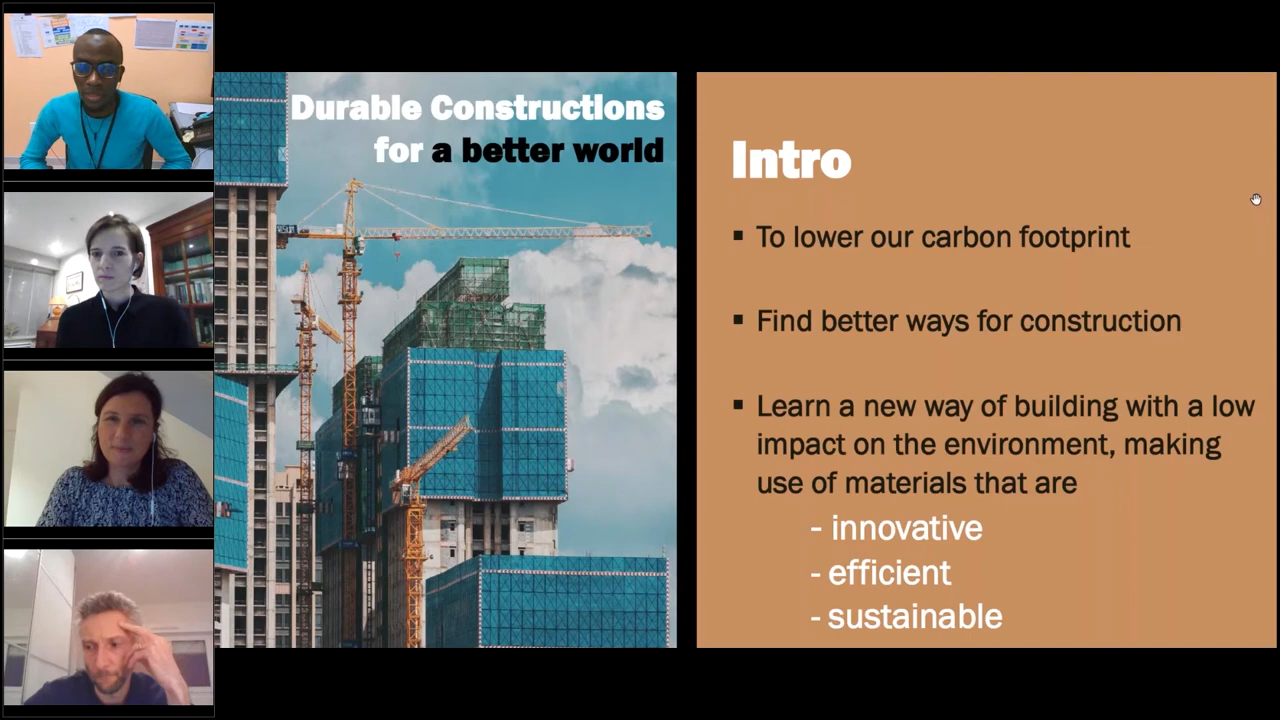 Durable Constructions
for a better world
Intro
▪ To lower our carbon footprint
▪ Find better ways for construction
▪ Learn a new way of building with a low
impact on the environment, making
use of materials that are
- innovative
- efficient
- sustainable